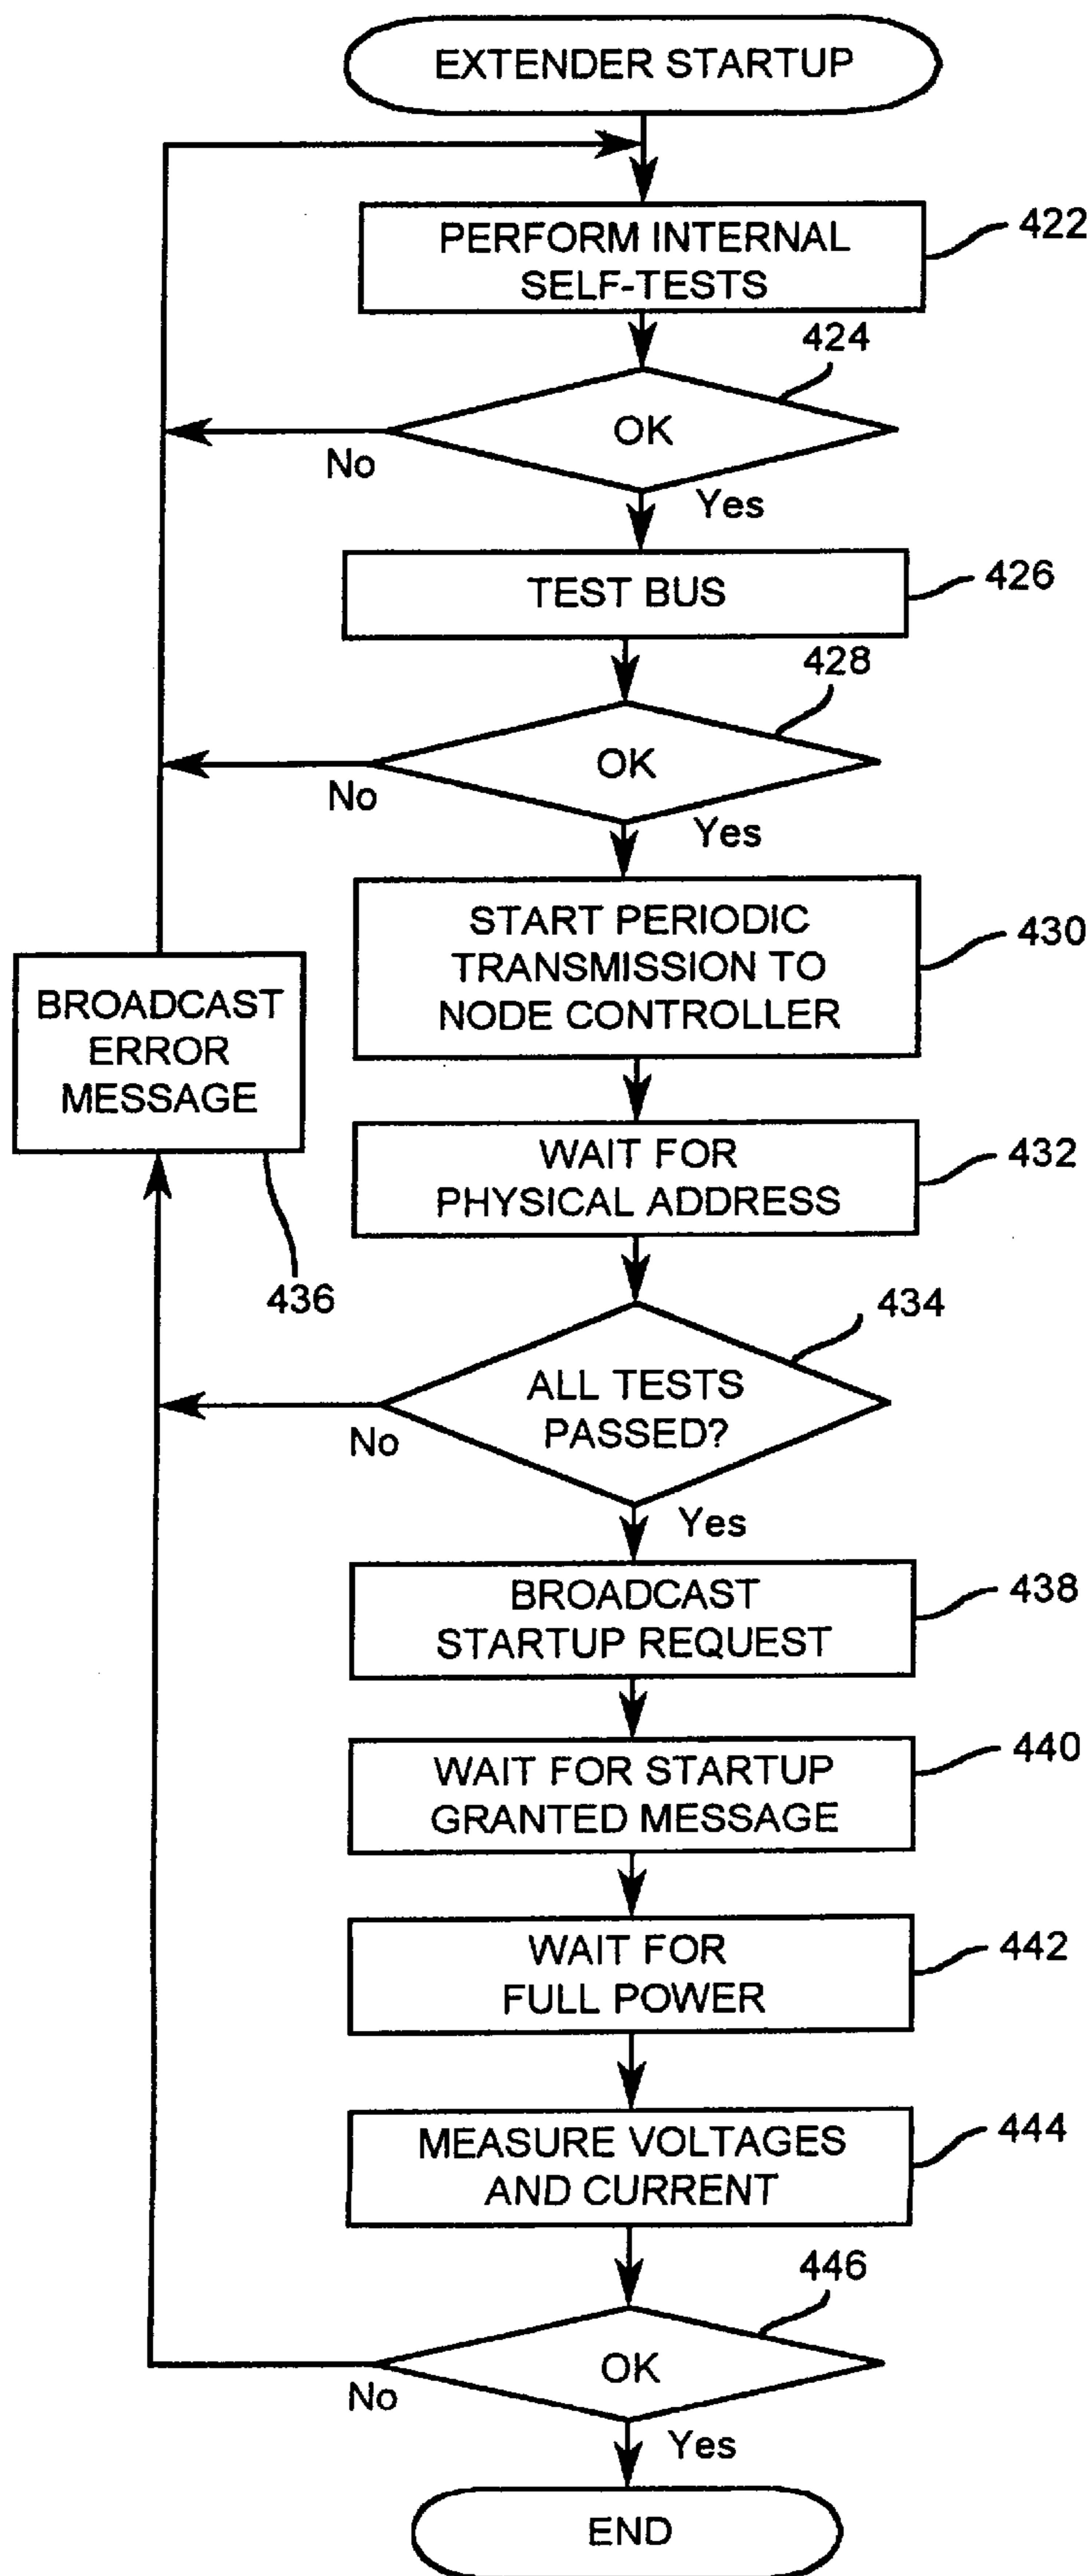 EXTENDER STARTUP
PERFORM INTERNAL
SELF-TESTS
422
424
OK
No
Yes
TEST BUS
426
428
OK
No
Yes
START PERIODIC
TRANSMISSION TO
NODE CONTROLLER
430
BROADCAST
ERROR
MESSAGE
436
WAIT FOR
PHYSICAL ADDRESS
432
434
ALL TESTS
PASSED?
No
Yes
BROADCAST
STARTUP REQUEST
438
WAIT FOR STARTUP
GRANTED MESSAGE
440
WAIT FOR
FULL POWER
442
MEASURE VOLTAGES
AND CURRENT
444
446
OK
No
Yes
END